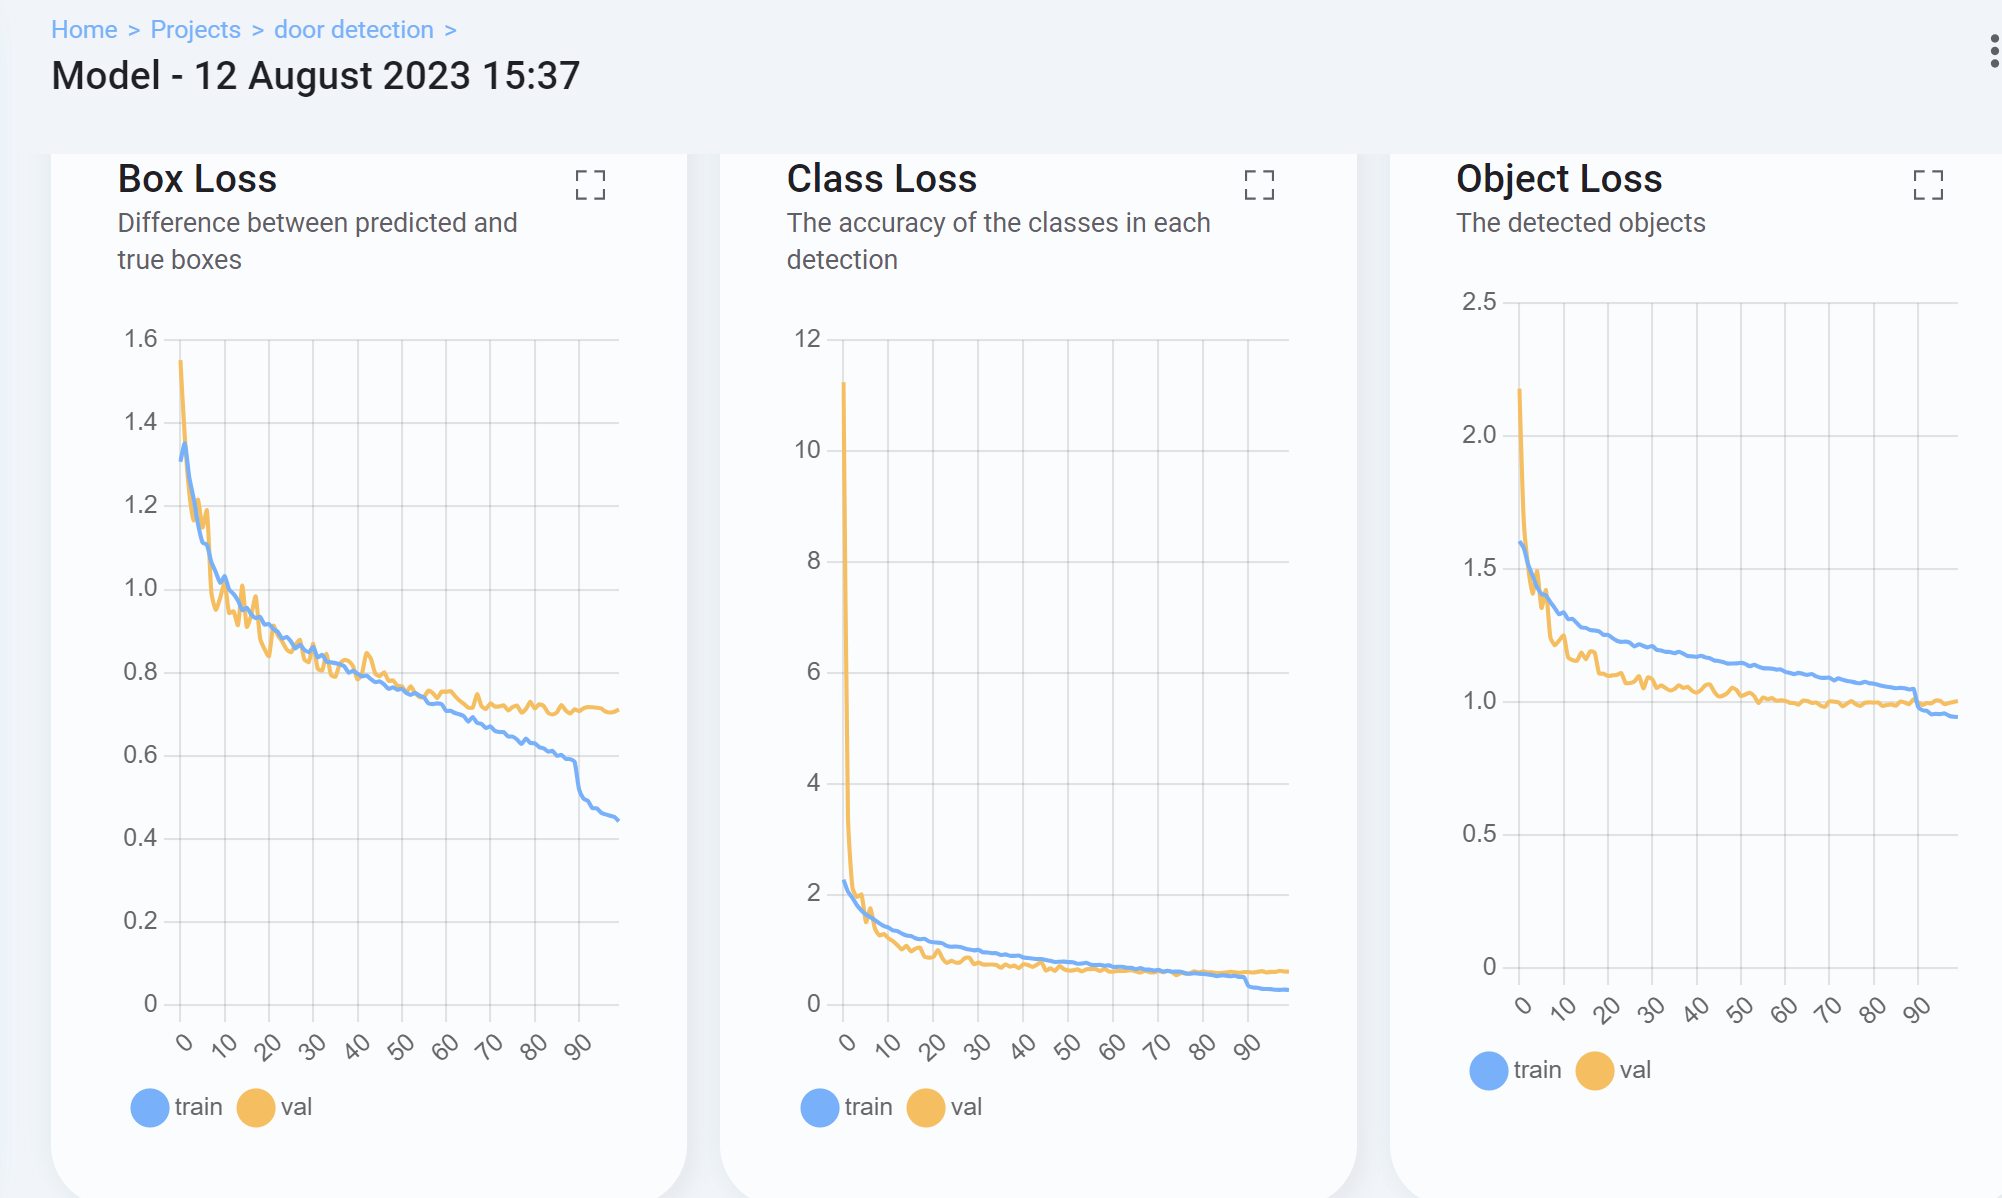 Home > Projects > door detection >
Model - 12 August 2023 15:37
Box Loss
Difference between predicted and
true boxes
1.6
1.4
1.2
1.0
0.8
0.6
0.4
0.2
0
0 10 20 30 40 50 60 70 80 90
train val
Class Loss
The accuracy of the classes in each
detection
12
10
8
6
4
2
0
0 10 20 30 40 50 60 70 80 90
train val
Object Loss
The detected objects
2.5
2.0
1.5
1.0
0.5
0
0 10 20 30 40 50 60 70 80 90
train val